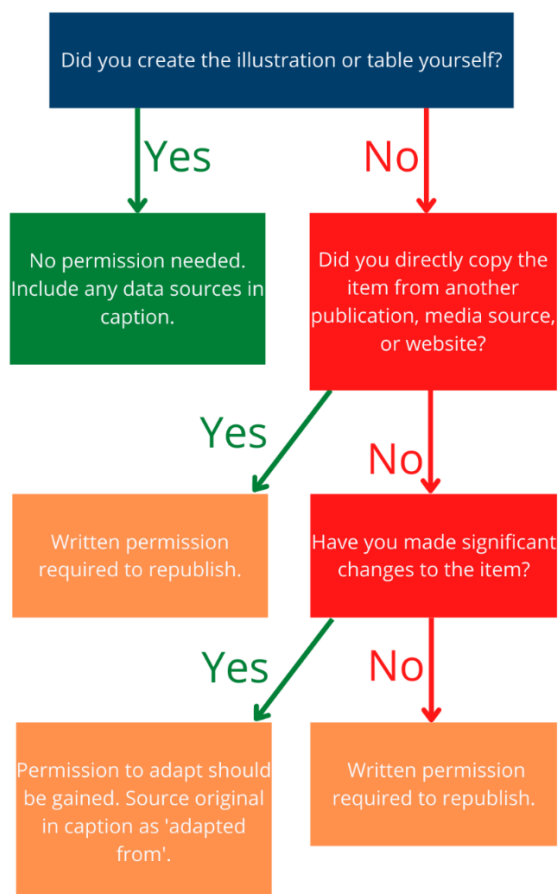 Did you create the illustration or table yourself?
Yes
No
No permission needed.
Include any data sources in
caption.
Did you directly copy the
item from another
publication, media source,
or website?
Yes
No
Written permission
required to republish.
Have you made significant
changes to the item?
Yes
No
Permission to adapt should
be gained. Source original
in caption as 'adapted
from'.
Written permission
required to republish.